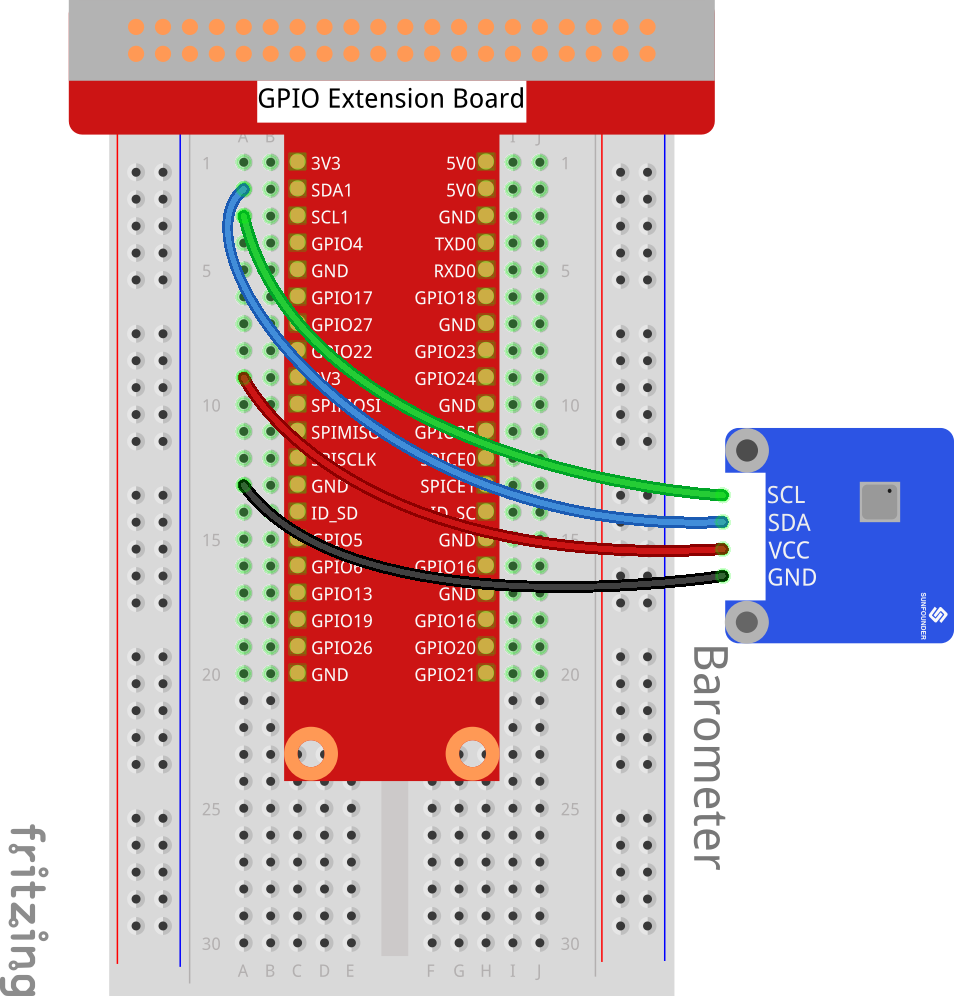 GPIO Extension Board
A B I J
1 3V3 5V0 1
SDA1 5V0
SCL1 GND
GPIO4 TXD0
5 GND RXD0 5
GPIO17 GPIO18
GPIO27 GND
GPIO22 GPIO23
3V3 GPIO24
10 SPIMOSI GND 10
SPIMISO GPIO25
SPISCLK SPICE0
GND SPICE1
ID_SD ID_SC
15 GPIO5 GND 15
GPIO6 GPIO16
GPIO13 GND
GPIO19 GPIO16
GPIO26 GPIO20
20 GND GPIO21 20
25 25
30 30
A B C D E F G H I J
SCL
SDA
VCC
GND
SUNFOUNDER
Barometer
fritzing